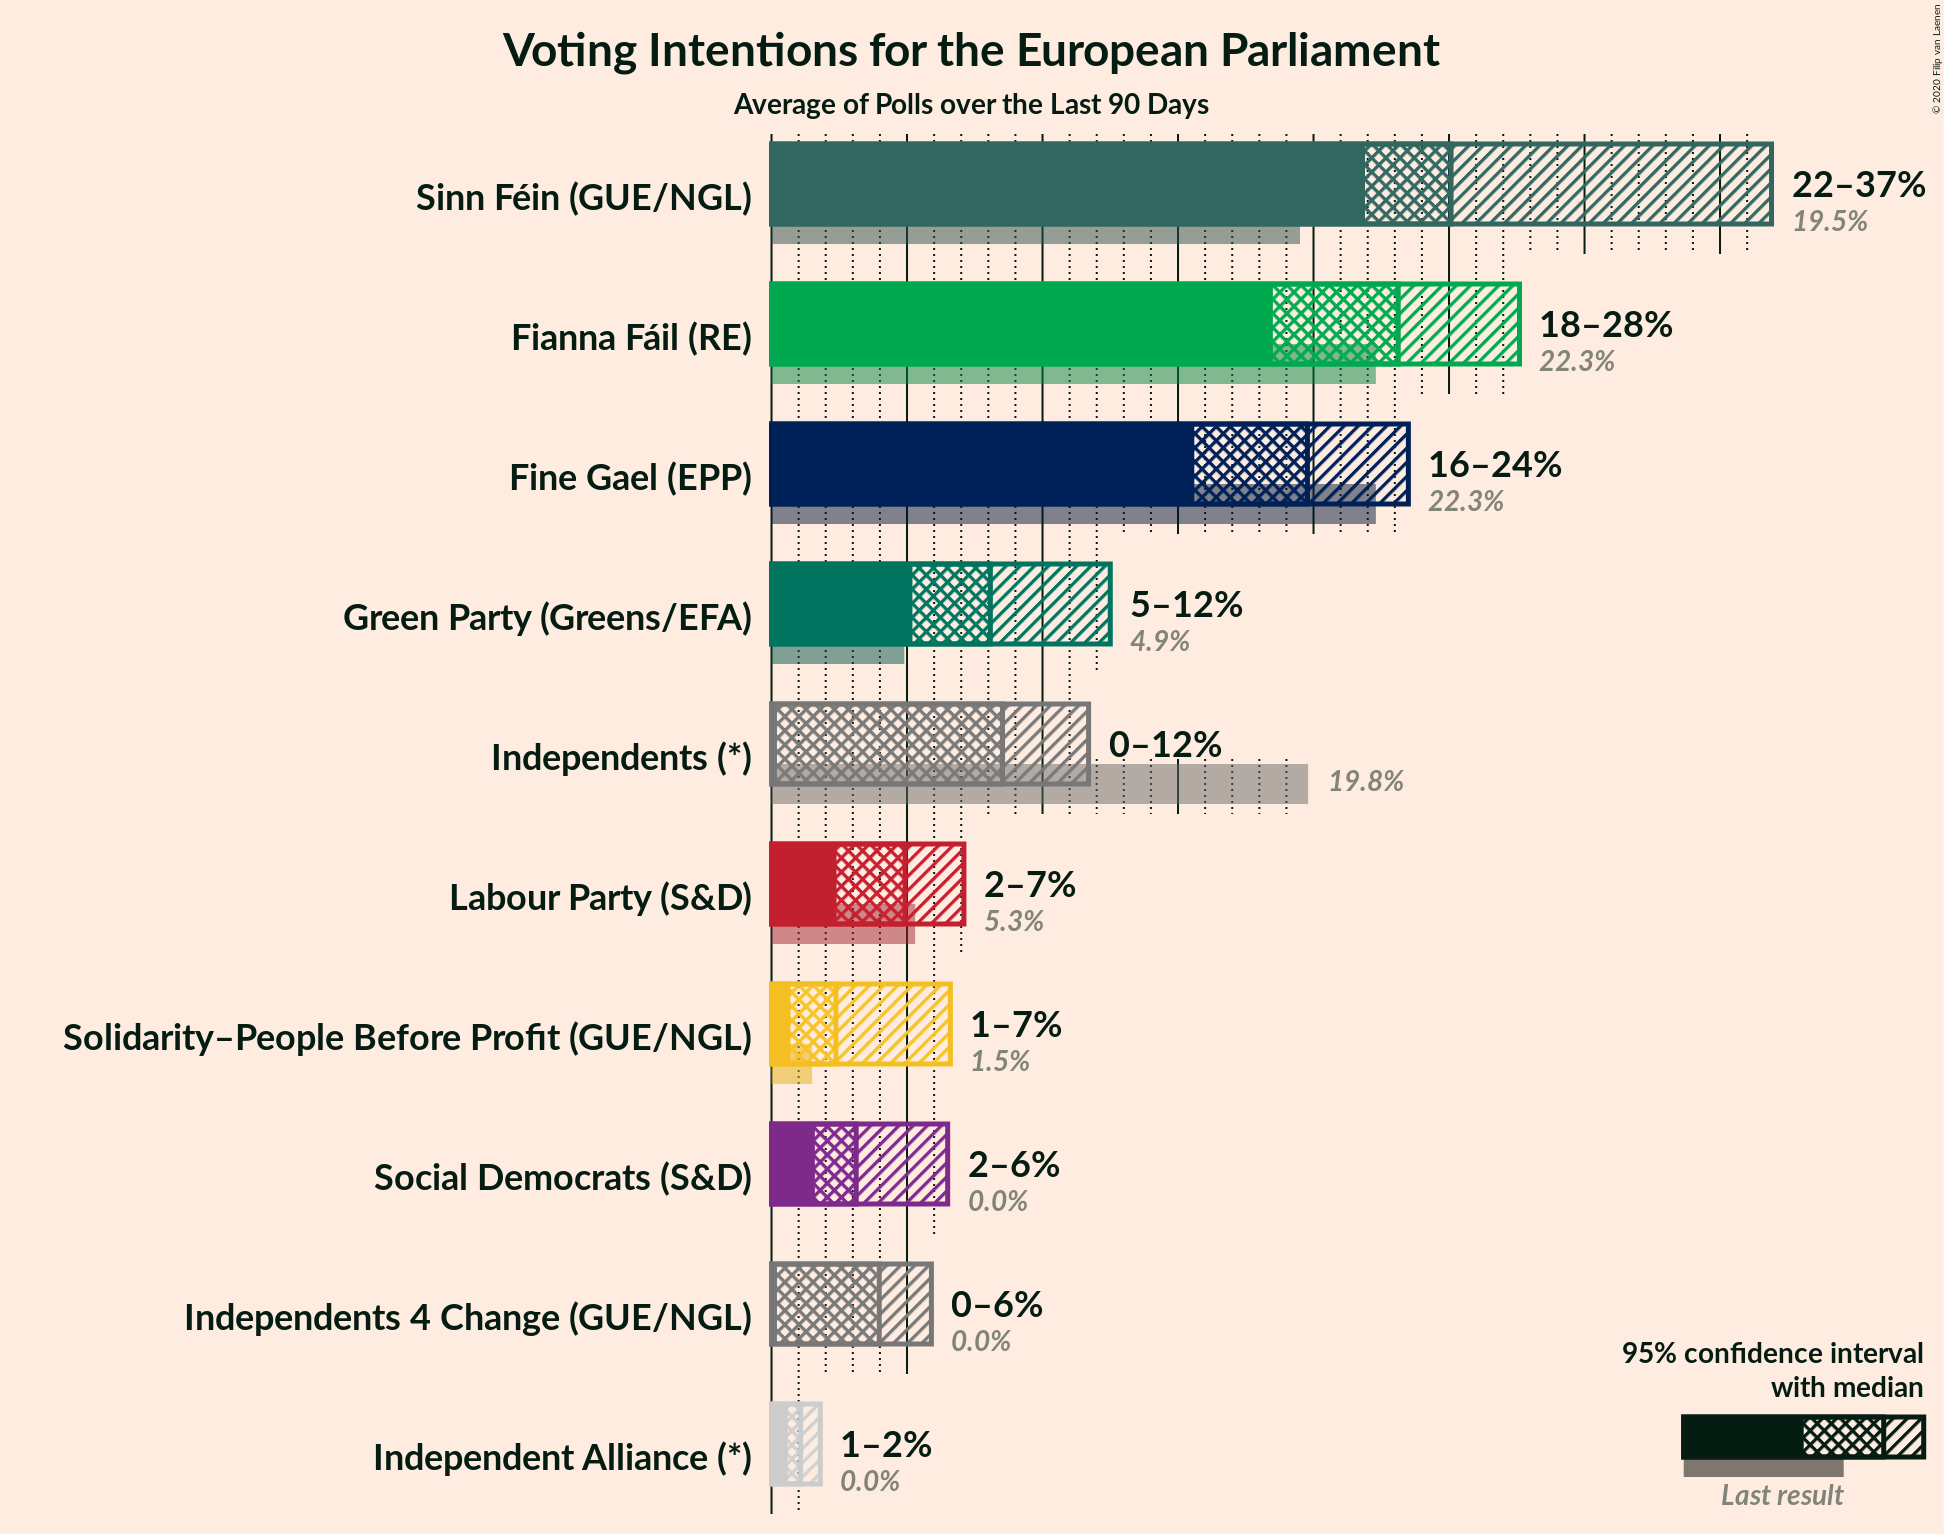 Voting Intentions for the European Parliament
Average of Polls over the Last 90 Days
© 2020 Filip van Laenen
Sinn Féin (GUE/NGL)
22–37%
19.5%
Fianna Fáil (RE)
18–28%
22.3%
Fine Gael (EPP)
16–24%
22.3%
Green Party (Greens/EFA)
5–12%
4.9%
Independents (*)
0–12%
19.8%
Labour Party (S&D)
2–7%
5.3%
Solidarity–People Before Profit (GUE/NGL)
1–7%
1.5%
Social Democrats (S&D)
2–6%
0.0%
Independents 4 Change (GUE/NGL)
0–6%
0.0%
Independent Alliance (*)
1–2%
0.0%
95% confidence interval
with median
Last result